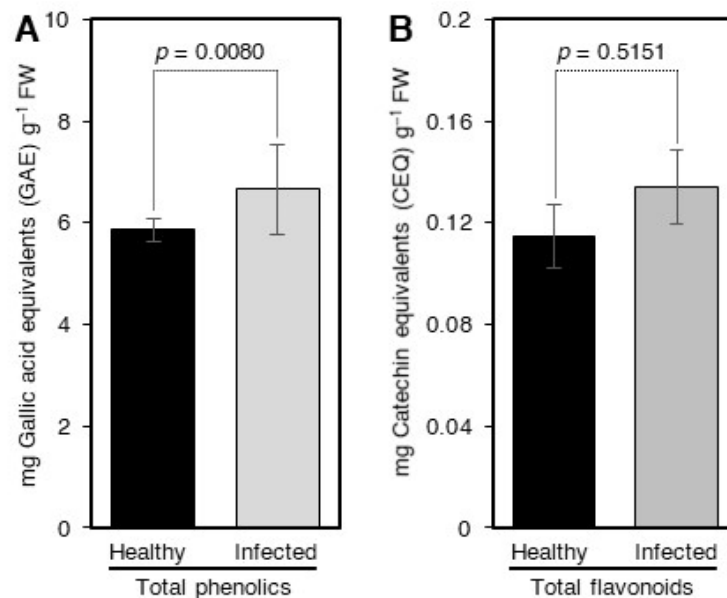 A
mg Gallic acid equivalents (GAE) g⁻¹ FW
10
8
6
4
2
0
p = 0.0080
Healthy Infected
Total phenolics
B
mg Catechin equivalents (CEQ) g⁻¹ FW
0.2
0.16
0.12
0.08
0.04
0
p = 0.5151
Healthy Infected
Total flavonoids